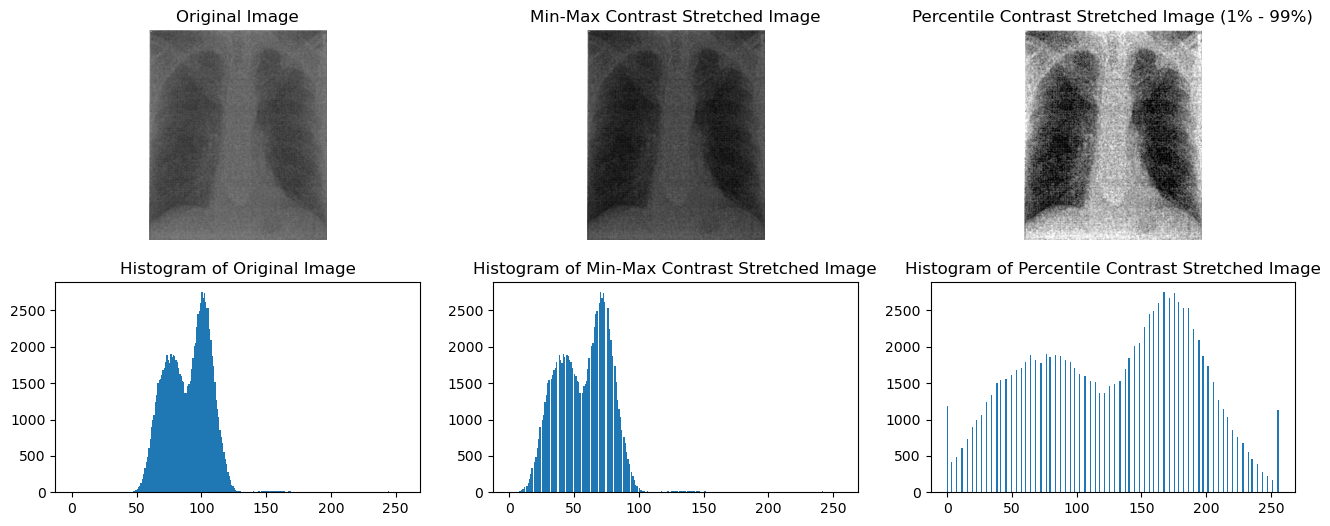 Original Image
Min-Max Contrast Stretched Image
Percentile Contrast Stretched Image (1% - 99%)
Histogram of Original Image
2500
2000
1500
1000
500
0
0 50 100 150 200 250
Histogram of Min-Max Contrast Stretched Image
2500
2000
1500
1000
500
0
0 50 100 150 200 250
Histogram of Percentile Contrast Stretched Image
2500
2000
1500
1000
500
0
0 50 100 150 200 250